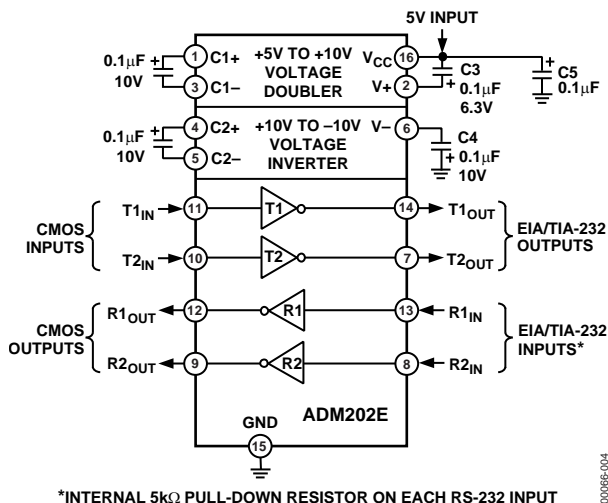 5V INPUT
0.1µF
10V
+
1
C1+
3
C1–
+5V TO +10V
VOLTAGE
DOUBLER
VCC
16
V+
2
+
C3
0.1µF
6.3V
+
C5
0.1µF
0.1µF
10V
+
4
C2+
5
C2–
+10V TO –10V
VOLTAGE
INVERTER
V–
6
C4
+
0.1µF
10V
CMOS
INPUTS
T1IN
11
T1
14
T1OUT
T2IN
10
T2
7
T2OUT
EIA/TIA-232
OUTPUTS
CMOS
OUTPUTS
R1OUT
12
R1
13
R1IN
R2OUT
9
R2
8
R2IN
EIA/TIA-232
INPUTS*
GND
ADM202E
15
*INTERNAL 5kΩ PULL-DOWN RESISTOR ON EACH RS-232 INPUT
00066-004